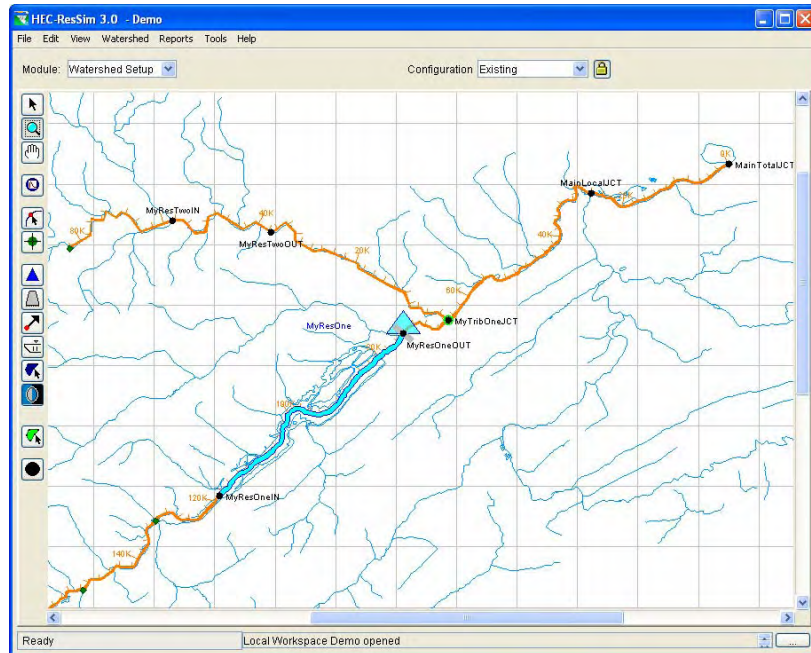 HEC-ResSim 3.0 - Demo
File Edit View Watershed Reports Tools Help
Module: Watershed Setup Configuration Existing
0K
MainTotalJCT
MainLocalJCT
MyResTwoIN
40K
80K
MyResTwoOUT
40K
20K
60K
MyResOne
MyTribOneJCT
MyResOneOUT
100K
120K
MyResOneIN
140K
Ready
Local Workspace Demo opened
...